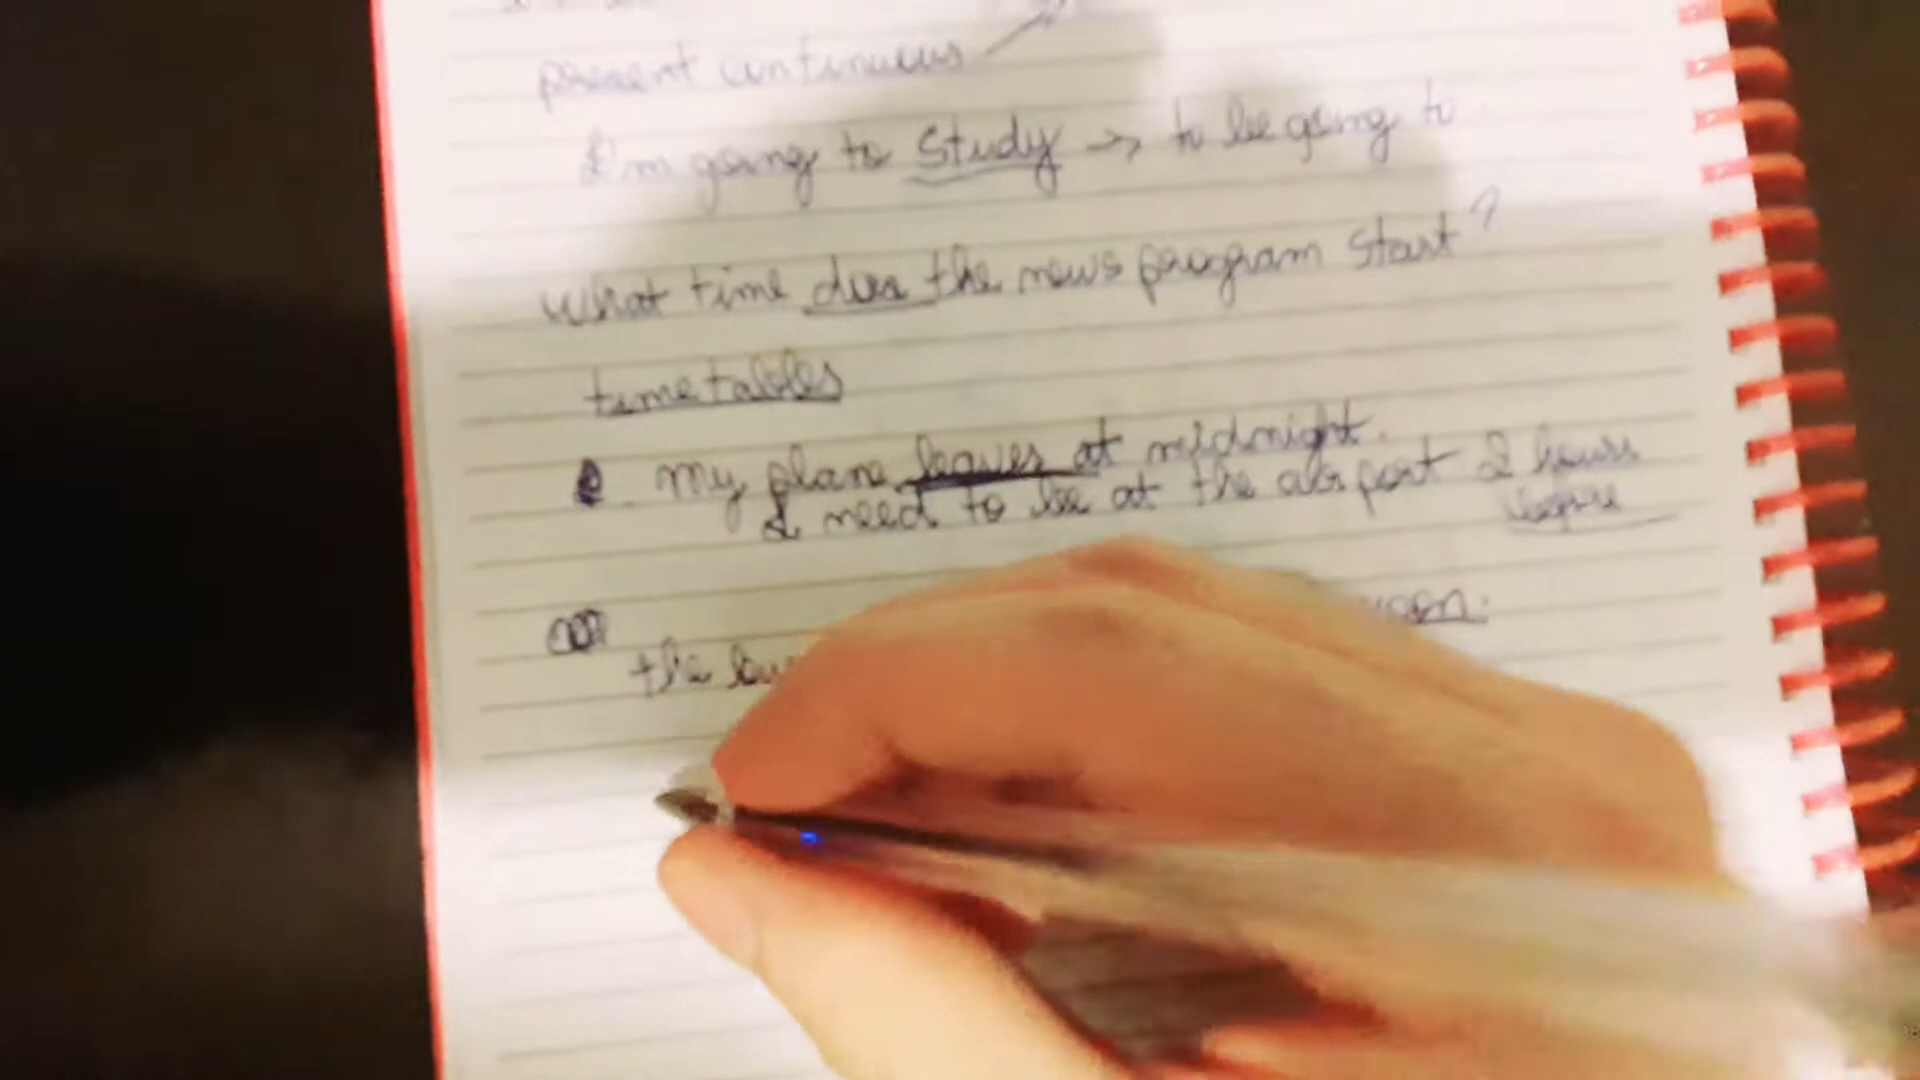 present continuous
I'm going to study → to be going to
What time does the news program start?
timetables
my plane leaves at midnight.
I need to be at the airport 2 hours
before
the